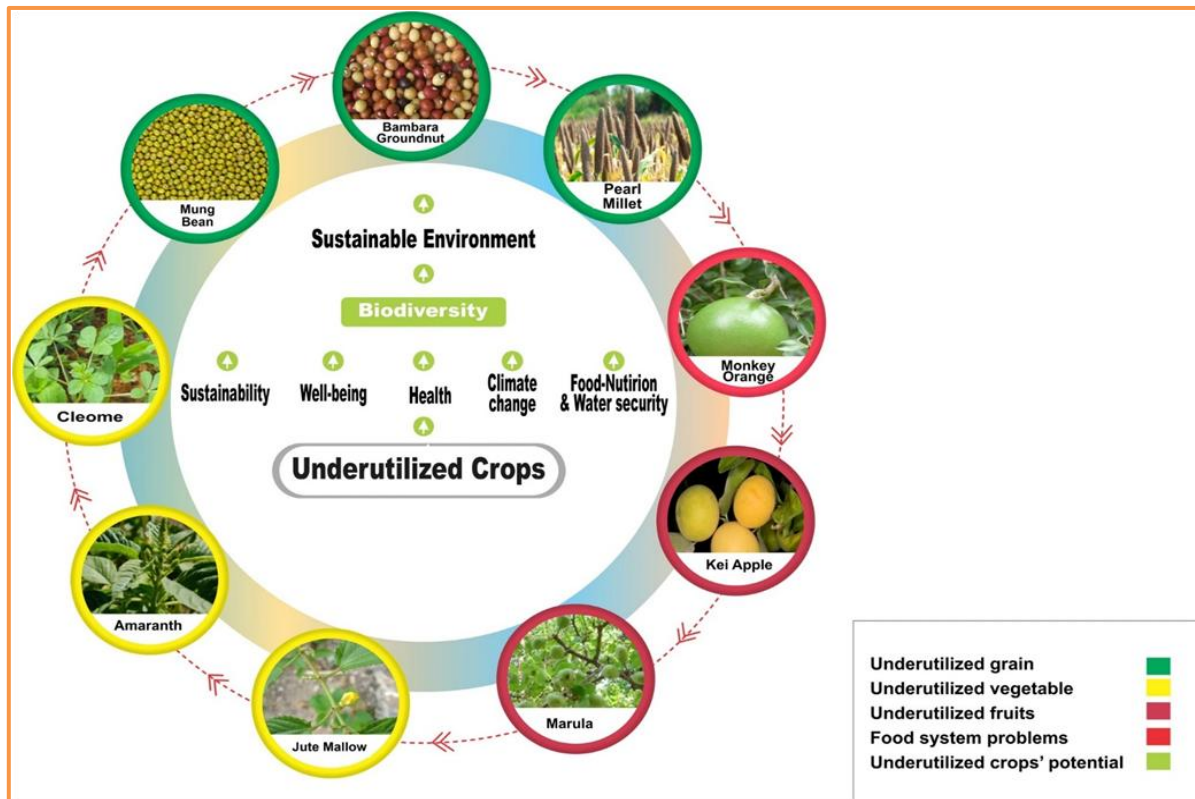 Bambara
Groundnut
Pearl
Millet
Mung
Bean
Sustainable Environment
Biodiversity
Monkey
Orange
Sustainability
Well-being
Health
Climate
change
Food-Nutirion
& Water security
Cleome
Underutilized Crops
Kei Apple
Amaranth
Marula
Jute Mallow
Underutilized grain
Underutilized vegetable
Underutilized fruits
Food system problems
Underutilized crops' potential